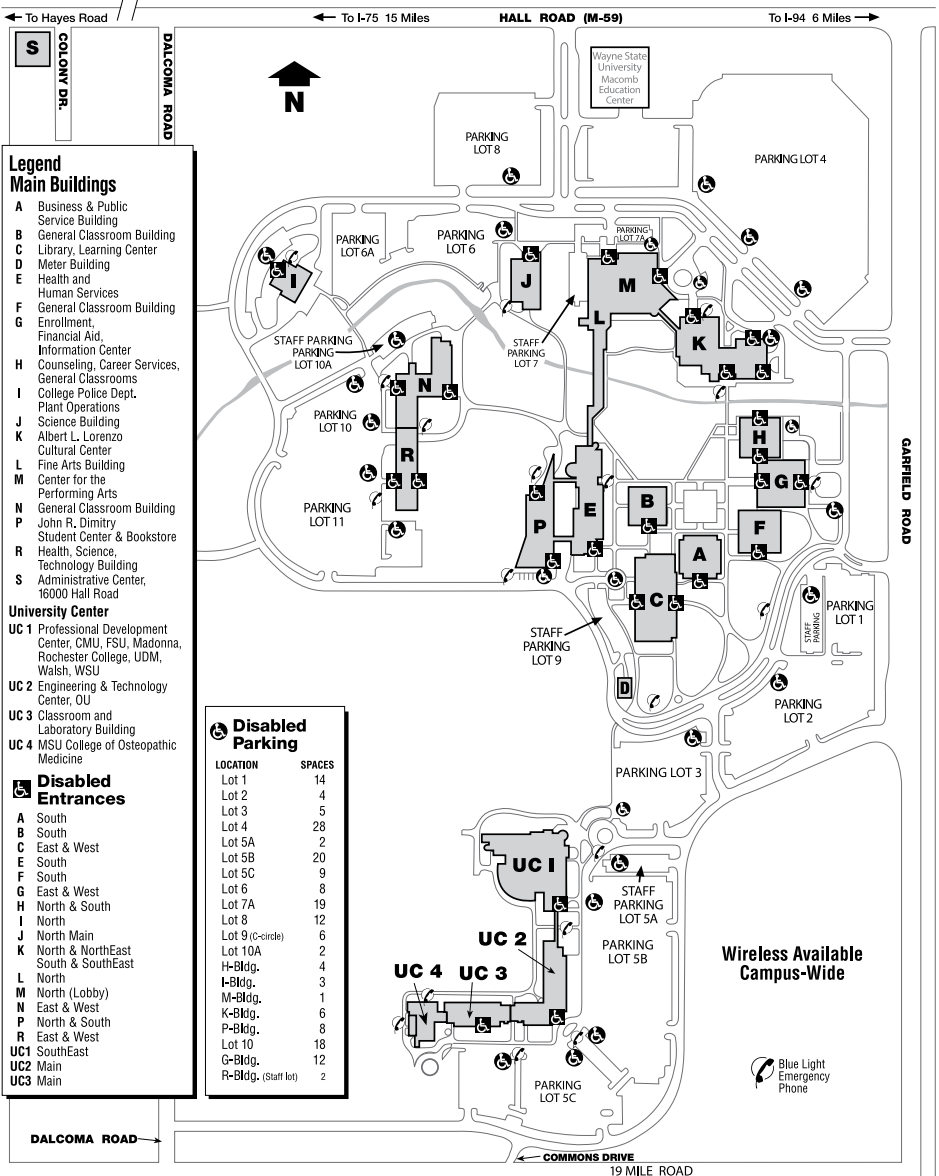 To Hayes Road
To I-75 15 Miles
HALL ROAD (M-59)
To I-94 6 Miles
S
COLONY DR.
DALCOMA ROAD
N
Wayne State
University
Macomb
Education
Center
PARKING
LOT 8
PARKING LOT 4
PARKING
LOT 6A
PARKING
LOT 6
PARKING
LOT 7A
I
J
M
L
K
STAFF PARKING
PARKING
LOT 10A
STAFF
PARKING
LOT 7
N
PARKING
LOT 10
R
H
G
GARFIELD ROAD
PARKING
LOT 11
P
E
B
F
A
C
STAFF
PARKING
LOT 9
STAFF
PARKING
PARKING
LOT 1
D
PARKING
LOT 2
PARKING LOT 3
UC I
STAFF
PARKING
LOT 5A
UC 2
PARKING
LOT 5B
Wireless Available
Campus-Wide
UC 4
UC 3
PARKING
LOT 5C
Blue Light
Emergency
Phone
Legend
Main Buildings
A Business & Public
Service Building
B General Classroom Building
C Library, Learning Center
D Meter Building
E Health and
Human Services
F General Classroom Building
G Enrollment,
Financial Aid,
Information Center
H Counseling, Career Services,
General Classrooms
I College Police Dept.
Plant Operations
J Science Building
K Albert L. Lorenzo
Cultural Center
L Fine Arts Building
M Center for the
Performing Arts
N General Classroom Building
P John R. Dimitry
Student Center & Bookstore
R Health, Science,
Technology Building
S Administrative Center,
16000 Hall Road
University Center
UC 1 Professional Development
Center, CMU, FSU, Madonna,
Rochester College, UDM,
Walsh, WSU
UC 2 Engineering & Technology
Center, OU
UC 3 Classroom and
Laboratory Building
UC 4 MSU College of Osteopathic
Medicine
Disabled
Entrances
A South
B South
C East & West
E South
F South
G East & West
H North & South
I North
J North Main
K North & NorthEast
South & SouthEast
L North
M North (Lobby)
N East & West
P North & South
R East & West
UC1 SouthEast
UC2 Main
UC3 Main
Disabled
Parking
LOCATION SPACES
Lot 1 14
Lot 2 4
Lot 3 5
Lot 4 28
Lot 5A 2
Lot 5B 20
Lot 5C 9
Lot 6 8
Lot 7A 19
Lot 8 12
Lot 9 (C-circle) 6
Lot 10A 2
H-Bldg. 4
I-Bldg. 3
M-Bldg. 1
K-Bldg. 6
P-Bldg. 8
Lot 10 18
G-Bldg. 12
R-Bldg. (Staff lot) 2
DALCOMA ROAD
COMMONS DRIVE
19 MILE ROAD